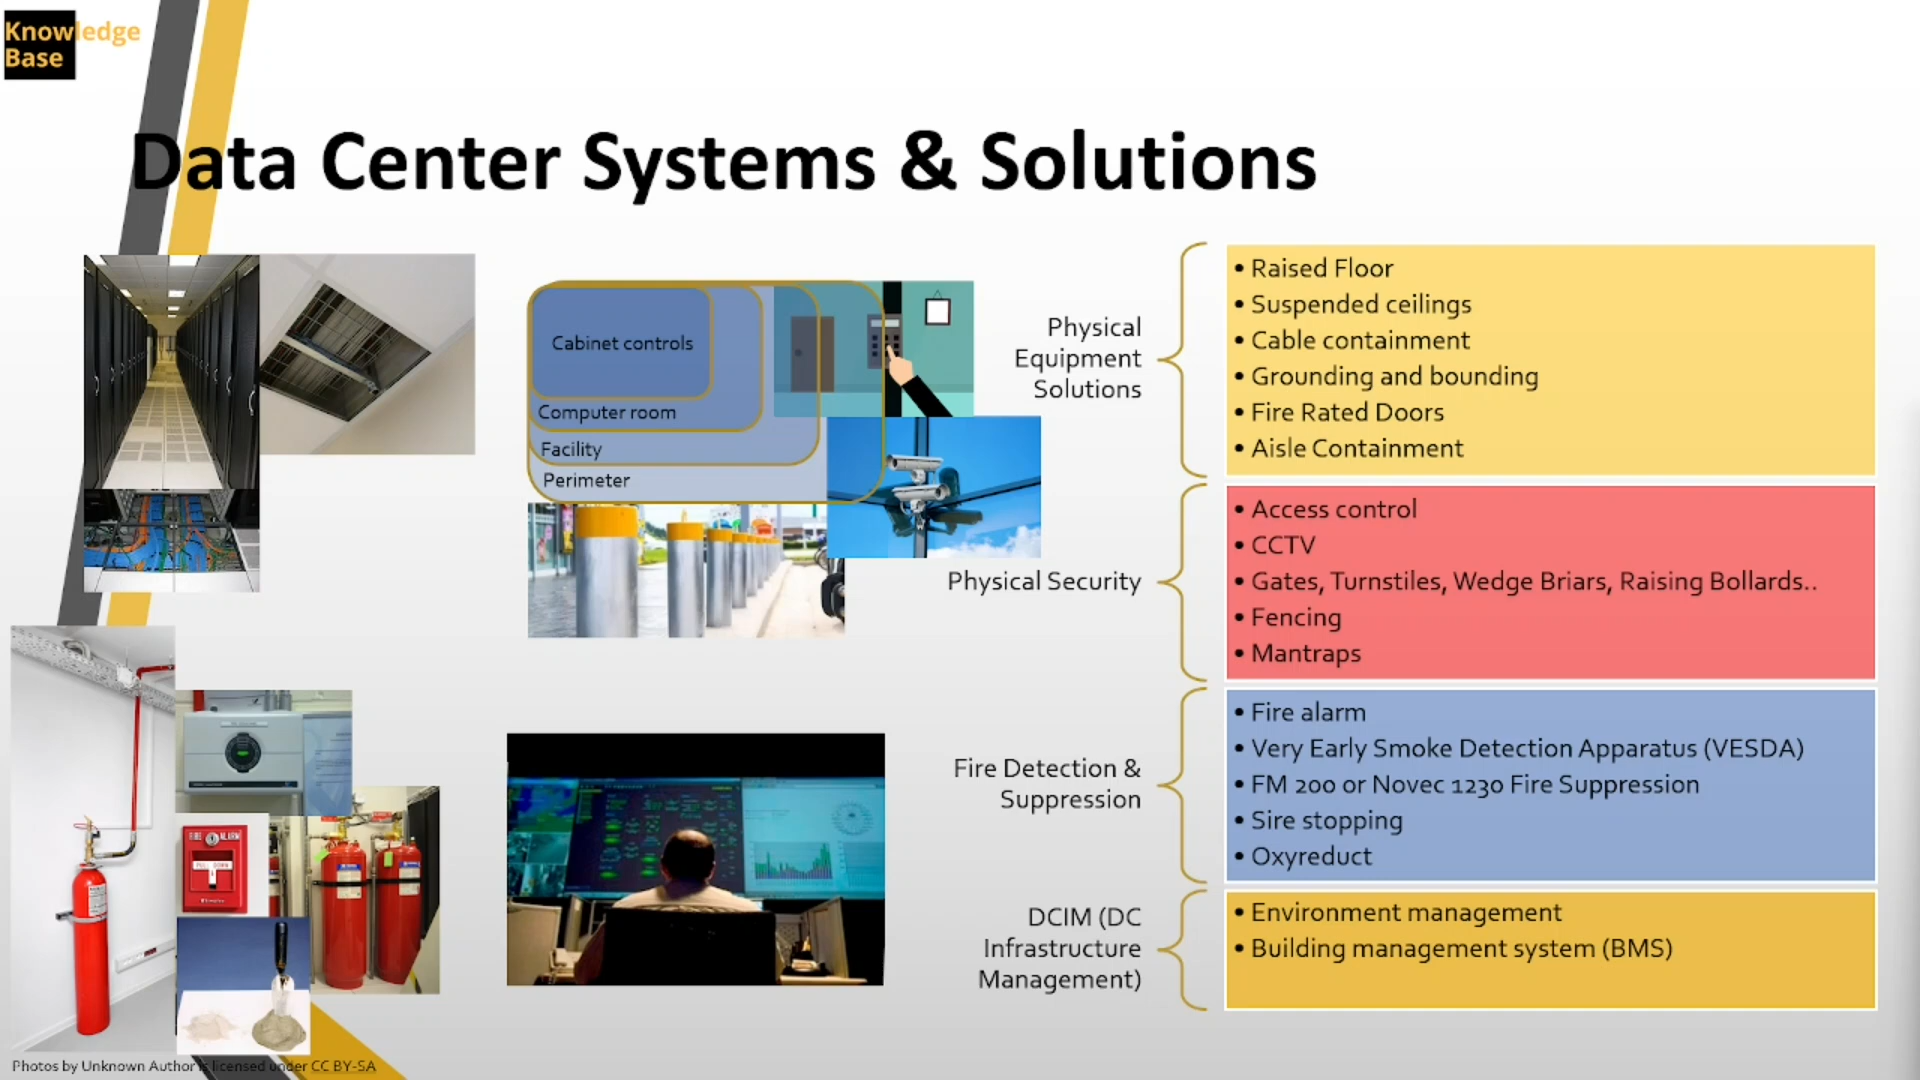 Knowledge
Base
Data Center Systems & Solutions
Cabinet controls
Computer room
Facility
Perimeter
Physical
Equipment
Solutions
• Raised Floor
• Suspended ceilings
• Cable containment
• Grounding and bounding
• Fire Rated Doors
• Aisle Containment
Physical Security
• Access control
• CCTV
• Gates, Turnstiles, Wedge Briars, Raising Bollards..
• Fencing
• Mantraps
Fire Detection &
Suppression
• Fire alarm
• Very Early Smoke Detection Apparatus (VESDA)
• FM 200 or Novec 1230 Fire Suppression
• Sire stopping
• Oxyreduct
DCIM (DC
Infrastructure
Management)
• Environment management
• Building management system (BMS)
FIRE ALARM
PULL DOWN
Photos by Unknown Author is licensed under CC BY-SA